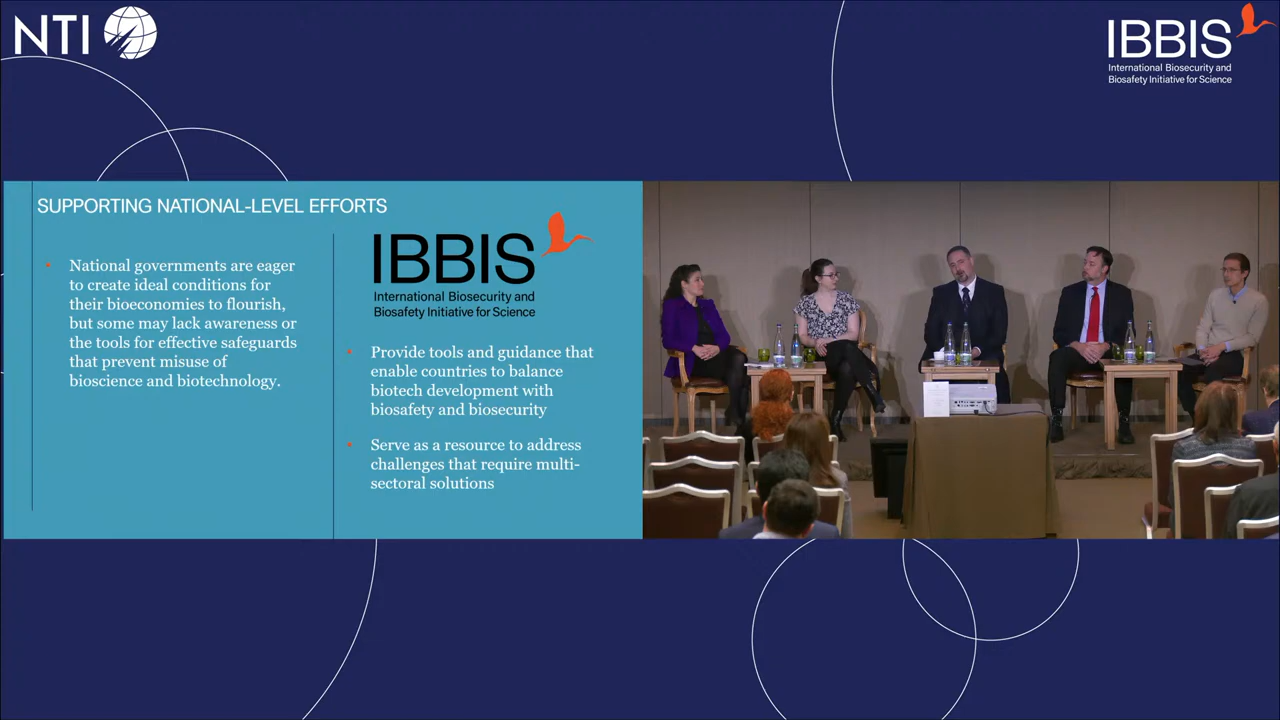 NTI
IBBIS
International Biosecurity and
Biosafety Initiative for Science
SUPPORTING NATIONAL-LEVEL EFFORTS
National governments are eager
to create ideal conditions for
their bioeconomies to flourish,
but some may lack awareness or
the tools for effective safeguards
that prevent misuse of
bioscience and biotechnology.
IBBIS
International Biosecurity and
Biosafety Initiative for Science
Provide tools and guidance that
enable countries to balance
biotech development with
biosafety and biosecurity
Serve as a resource to address
challenges that require multi-
sectoral solutions